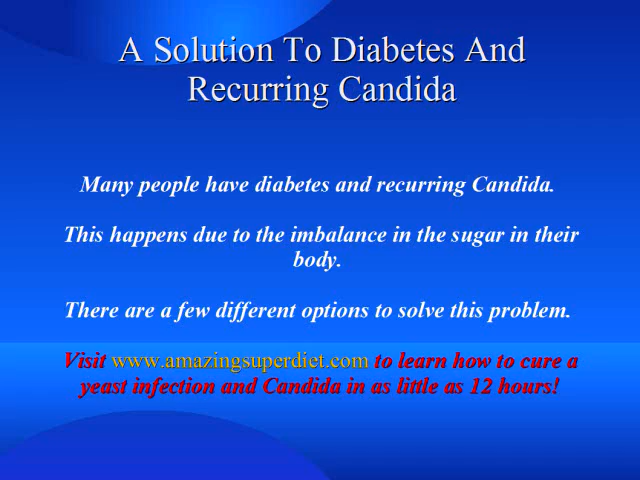 A Solution To Diabetes And
Recurring Candida
Many people have diabetes and recurring Candida.
This happens due to the imbalance in the sugar in their
body.
There are a few different options to solve this problem.
Visit www.amazingsuperdiet.com to learn how to cure a
yeast infection and Candida in as little as 12 hours!